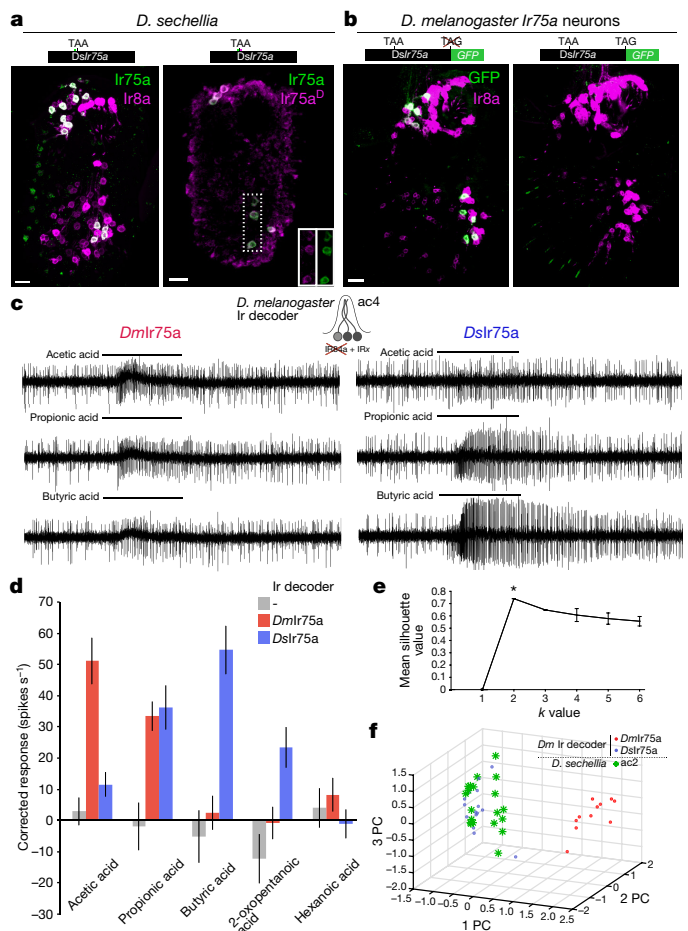 a
D. sechellia
TAA
DsIr75a
Ir75a
Ir8a
TAA
DsIr75a
Ir75a
Ir75aD
b
D. melanogaster Ir75a neurons
TAA TAG
DsIr75a GFP
GFP
Ir8a
TAA TAG
DsIr75a GFP
c
D. melanogaster
Ir decoder
ac4
IR84a + IRx
DmIr75a
Acetic acid
Propionic acid
Butyric acid
DsIr75a
Acetic acid
Propionic acid
Butyric acid
d
Ir decoder
-
DmIr75a
DsIr75a
Corrected response (spikes s−1)
70
60
50
40
30
20
10
0
−10
−20
−30
Acetic acid
Propionic acid
Butyric acid
2-oxopentanoic
acid
Hexanoic acid
e
Mean silhouette
value
0.8
0.7
0.6
0.5
0.4
0.3
0.2
0.1
0
*
1 2 3 4 5 6
k value
f
Dm Ir decoder
DmIr75a
DsIr75a
D. sechellia ac2
3 PC
1.5
1.0
0.5
0
−0.5
−1.0
−1.5
−2.0
−1.5 −1.0 −0.5 0 0.5 1.0 1.5 2.0 2.5
1 PC
−2
−1
0
1
2
2 PC